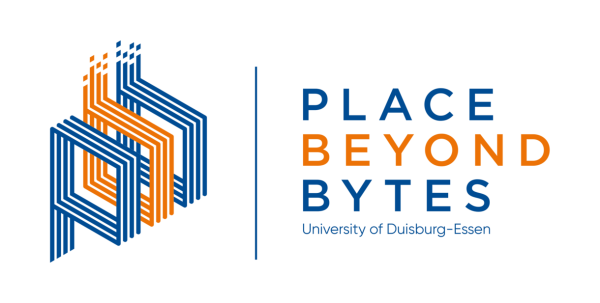 PLACE
BEYOND
BYTES
University of Duisburg-Essen